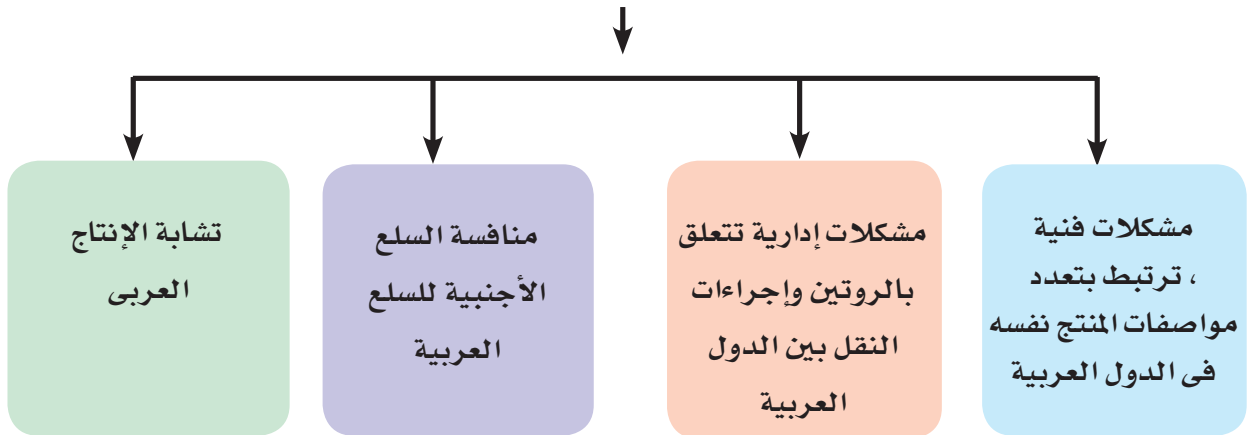 مشكلات فنية
، ترتبط بتعدد
مواصفات المنتج نفسه
فى الدول العربية
مشكلات إدارية تتعلق
بالروتين وإجراءات
النقل بين الدول
العربية
منافسة السلع
الأجنبية للسلع
العربية
تشابة الإنتاج
العربى